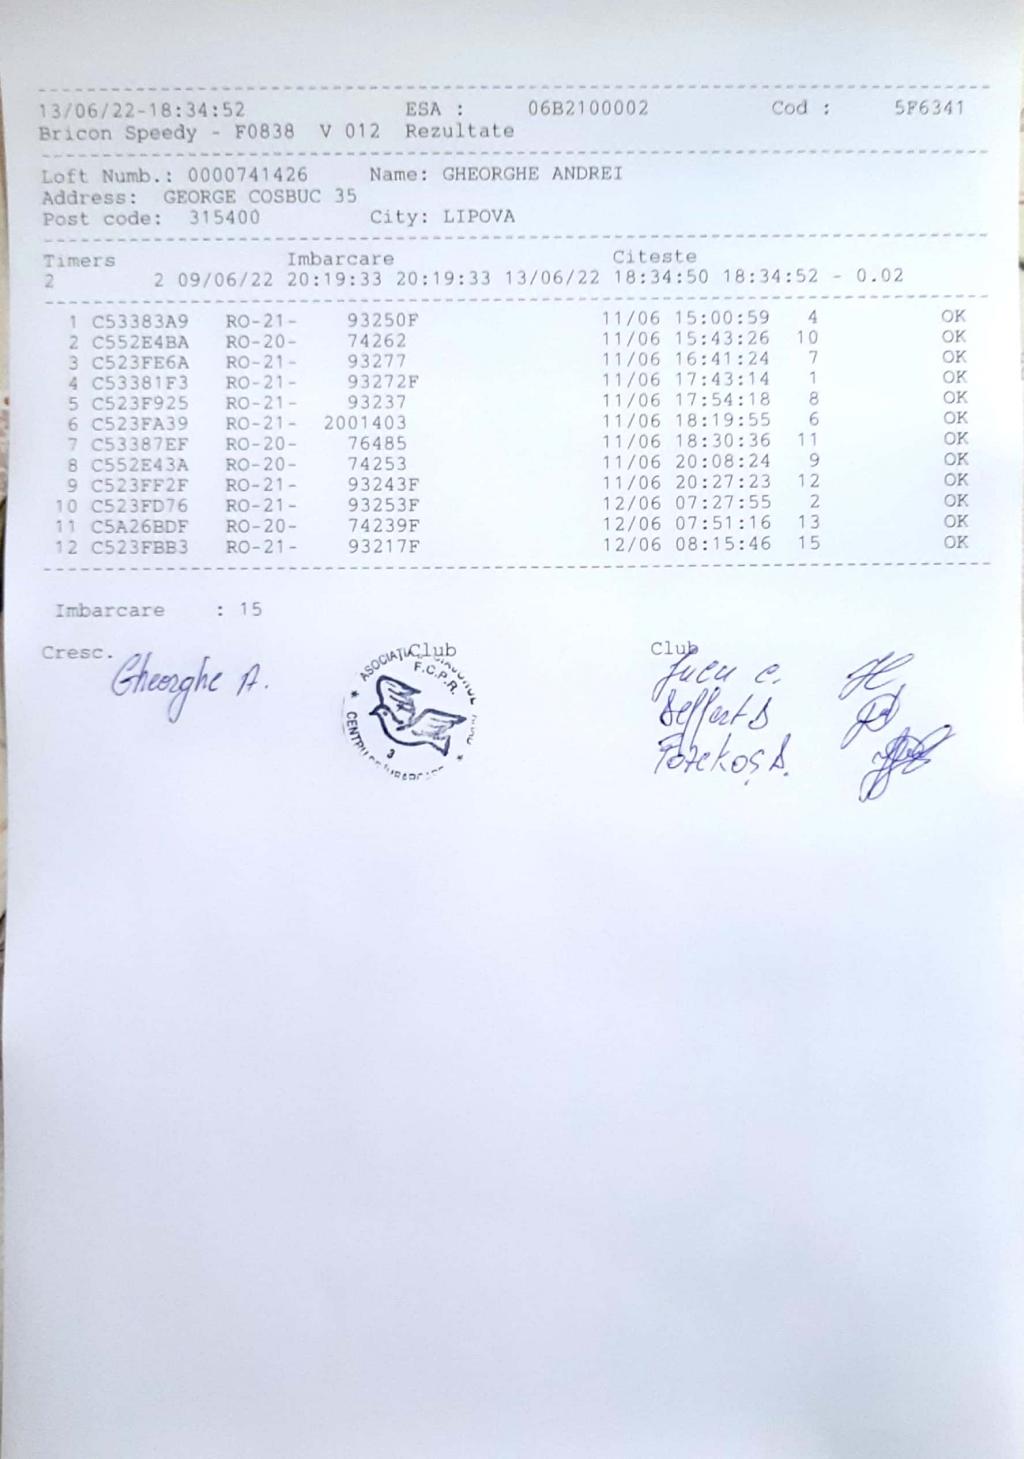 13/06/22-18:34:52 ESA : 06B2100002 Cod : 5F6341
Bricon Speedy - F0838 V 012 Rezultate
Loft Numb.: 0000741426 Name: GHEORGHE ANDREI
Address: GEORGE COSBUC 35
Post code: 315400 City: LIPOVA
Timers Imbarcare Citeste
2 2 09/06/22 20:19:33 20:19:33 13/06/22 18:34:50 18:34:52 - 0.02
1 C53383A9 RO-21- 93250F 11/06 15:00:59 4 OK
2 C552E4BA RO-20- 74262 11/06 15:43:26 10 OK
3 C523FE6A RO-21- 93277 11/06 16:41:24 7 OK
4 C53381F3 RO-21- 93272F 11/06 17:43:14 1 OK
5 C523F925 RO-21- 93237 11/06 17:54:18 8 OK
6 C523FA39 RO-21- 2001403 11/06 18:19:55 6 OK
7 C53387EF RO-20- 76485 11/06 18:30:36 11 OK
8 C552E43A RO-20- 74253 11/06 20:08:24 9 OK
9 C523FF2F RO-21- 93243F 11/06 20:27:23 12 OK
10 C523FD76 RO-21- 93253F 12/06 07:27:55 2 OK
11 C5A26BDF RO-20- 74239F 12/06 07:51:16 13 OK
12 C523FBB3 RO-21- 93217F 12/06 08:15:46 15 OK
Imbarcare : 15
Cresc. Club Club
Gheorghe A.
F.C.P.R.
3